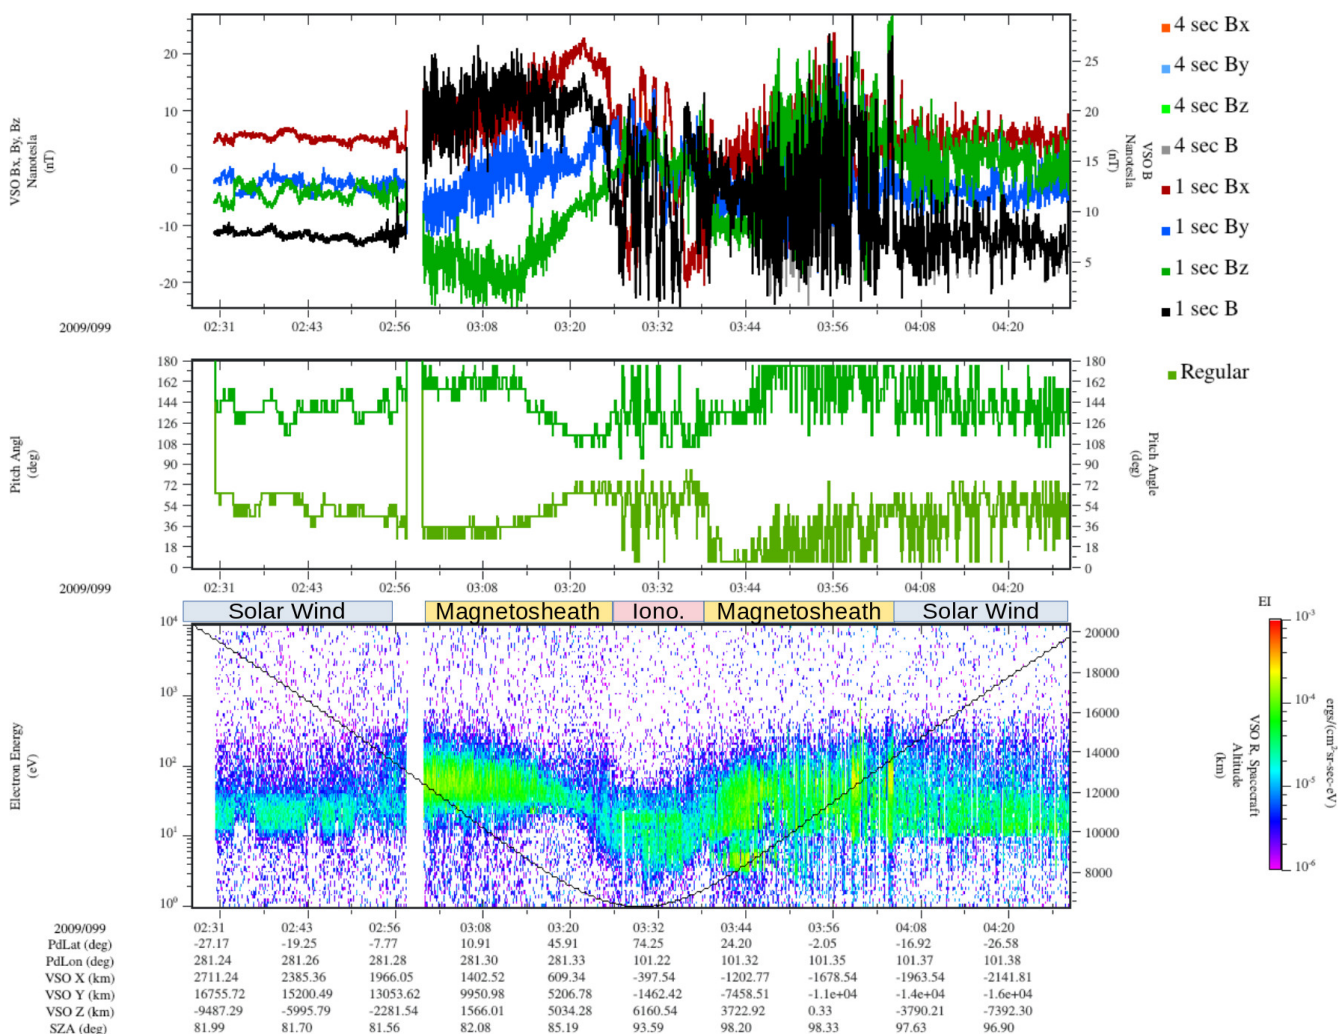 VSO Bx, By, Bz
Nanotesla
(nT)
20
10
0
-10
-20
25
20
15
10
5
VSO B
Nanotesla
(nT)
4 sec Bx
4 sec By
4 sec Bz
4 sec B
1 sec Bx
1 sec By
1 sec Bz
1 sec B
2009/099 02:31 02:43 02:56 03:08 03:20 03:32 03:44 03:56 04:08 04:20
Pitch Angl
(deg)
180
162
144
126
108
90
72
54
36
18
0
180
162
144
126
108
90
72
54
36
18
0
Pitch Angle
(deg)
Regular
2009/099 02:31 02:43 02:56 03:08 03:20 03:32 03:44 03:56 04:08 04:20
Solar Wind Magnetosheath Iono. Magnetosheath Solar Wind
Electron Energy
(eV)
10⁴
10³
10²
10¹
10⁰
20000
18000
16000
14000
12000
10000
8000
VSO R, Spacecraft
Altitude
(km)
EI
10⁻³
10⁻⁴
10⁻⁵
10⁻⁶
ergs/(cm²sr-sec-eV)
2009/099 02:31 02:43 02:56 03:08 03:20 03:32 03:44 03:56 04:08 04:20
PdLat (deg) -27.17 -19.25 -7.77 10.91 45.91 74.25 24.20 -2.05 -16.92 -26.58
PdLon (deg) 281.24 281.26 281.28 281.30 281.33 101.22 101.32 101.35 101.37 101.38
VSO X (km) 2711.24 2385.36 1966.05 1402.52 609.34 -397.54 -1202.77 -1678.54 -1963.54 -2141.81
VSO Y (km) 16755.72 15200.49 13053.62 9950.98 5206.78 -1462.42 -7458.51 -1.1e+04 -1.4e+04 -1.6e+04
VSO Z (km) -9487.29 -5995.79 -2281.54 1566.01 5034.28 6160.54 3722.92 0.33 -3790.21 -7392.30
SZA (deg) 81.99 81.70 81.56 82.08 85.19 93.59 98.20 98.33 97.63 96.90